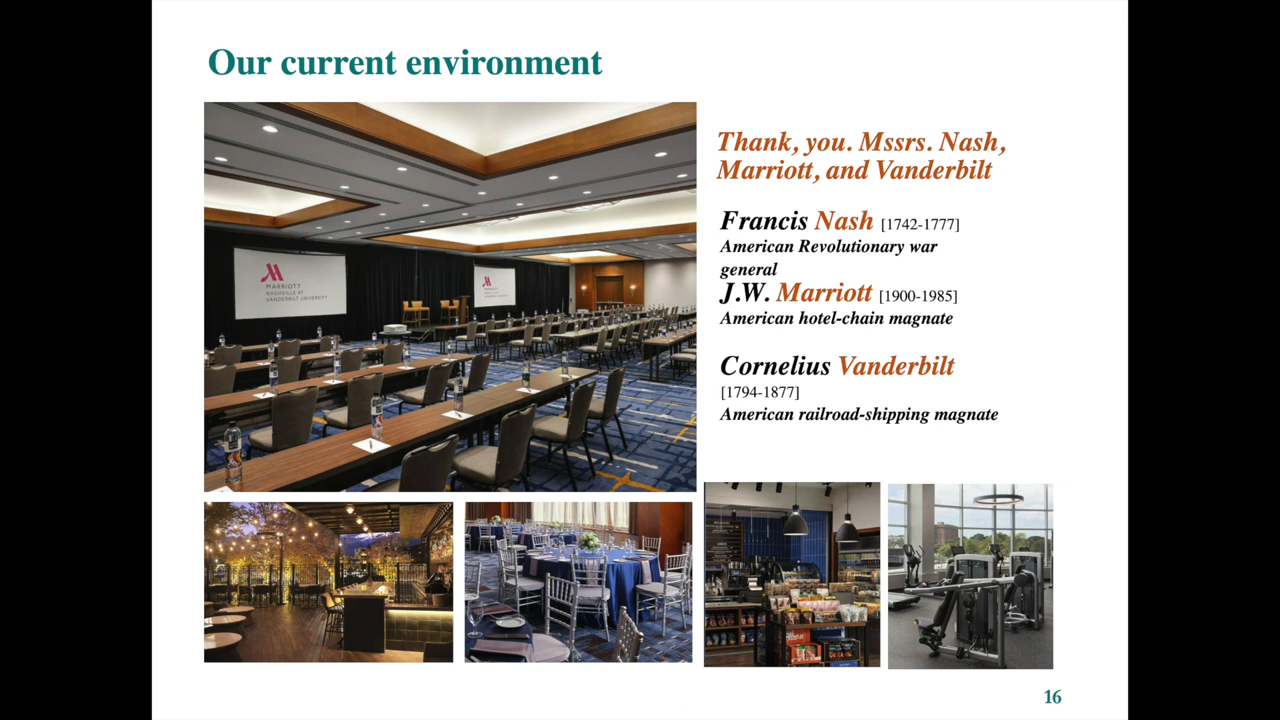 Our current environment
Thank, you. Mssrs. Nash,
Marriott, and Vanderbilt
Francis Nash [1742-1777]
American Revolutionary war
general
J.W. Marriott [1900-1985]
American hotel-chain magnate
Cornelius Vanderbilt
[1794-1877]
American railroad-shipping magnate
MARRIOTT
NASHVILLE AT
VANDERBILT UNIVERSITY
MARRIOTT
16